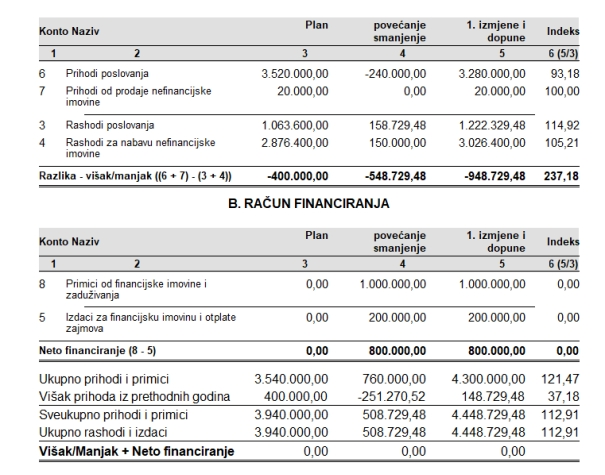 Konto Naziv Plan povećanje smanjenje 1. izmjene i dopune Indeks
1 2 3 4 5 6 (5/3)
6 Prihodi poslovanja 3.520.000,00 -240.000,00 3.280.000,00 93,18
7 Prihodi od prodaje nefinancijske imovine 20.000,00 0,00 20.000,00 100,00
3 Rashodi poslovanja 1.063.600,00 158.729,48 1.222.329,48 114,92
4 Rashodi za nabavu nefinancijske imovine 2.876.400,00 150.000,00 3.026.400,00 105,21
Razlika - višak/manjak ((6 + 7) - (3 + 4)) -400.000,00 -548.729,48 -948.729,48 237,18
B. RAČUN FINANCIRANJA
Konto Naziv Plan povećanje smanjenje 1. izmjene i dopune Indeks
1 2 3 4 5 6 (5/3)
8 Primici od financijske imovine i zaduživanja 0,00 1.000.000,00 1.000.000,00 0,00
5 Izdaci za financijsku imovinu i otplate zajmova 0,00 200.000,00 200.000,00 0,00
Neto financiranje (8 - 5) 0,00 800.000,00 800.000,00 0,00
Ukupno prihodi i primici 3.540.000,00 760.000,00 4.300.000,00 121,47
Višak prihoda iz prethodnih godina 400.000,00 -251.270,52 148.729,48 37,18
Sveukupno prihodi i primici 3.940.000,00 508.729,48 4.448.729,48 112,91
Ukupno rashodi i izdaci 3.940.000,00 508.729,48 4.448.729,48 112,91
Višak/Manjak + Neto financiranje 0,00 0,00 0,00